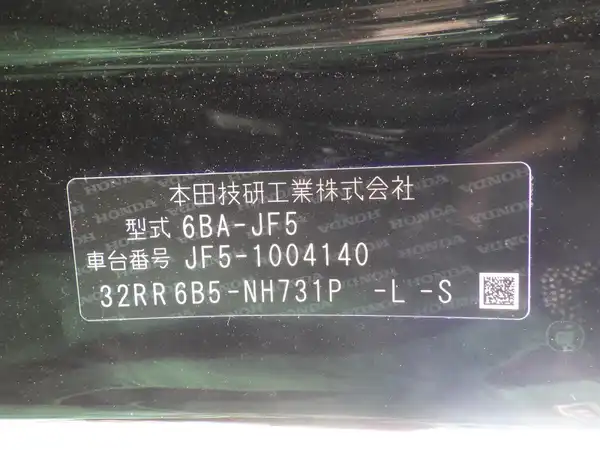 本田技研工業株式会社
型式 6BA-JF5
車台番号 JF5-1004140
32RR6B5-NH731P -L -S